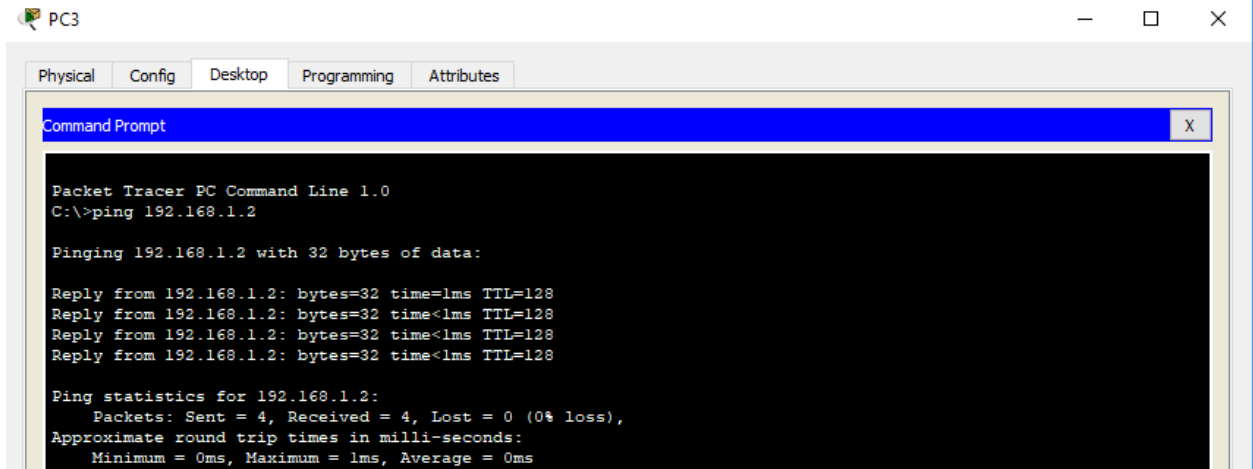 PC3
Physical Config Desktop Programming Attributes
Command Prompt X
Packet Tracer PC Command Line 1.0
C:\>ping 192.168.1.2
Pinging 192.168.1.2 with 32 bytes of data:
Reply from 192.168.1.2: bytes=32 time=1ms TTL=128
Reply from 192.168.1.2: bytes=32 time<1ms TTL=128
Reply from 192.168.1.2: bytes=32 time<1ms TTL=128
Reply from 192.168.1.2: bytes=32 time<1ms TTL=128
Ping statistics for 192.168.1.2:
Packets: Sent = 4, Received = 4, Lost = 0 (0% loss),
Approximate round trip times in milli-seconds:
Minimum = 0ms, Maximum = 1ms, Average = 0ms